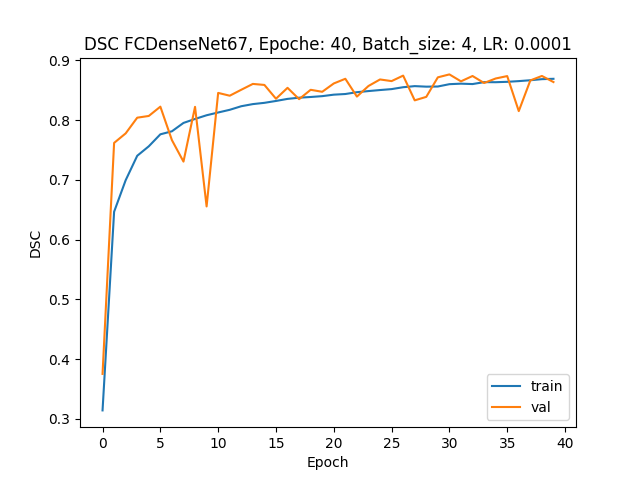 DSC FCDenseNet67, Epoche: 40, Batch_size: 4, LR: 0.0001
DSC
0.9
0.8
0.7
0.6
0.5
0.4
0.3
train
val
0 5 10 15 20 25 30 35 40
Epoch